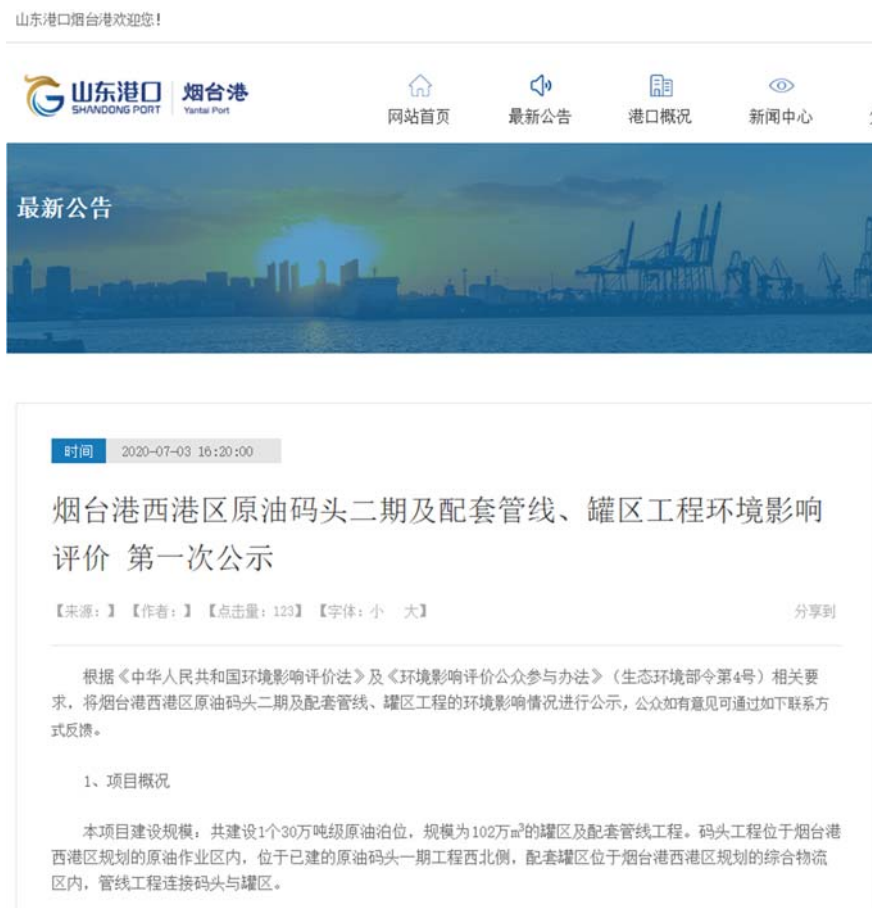 山东港口烟台港欢迎您!
山东港口 烟台港
SHANDONG PORT Yantai Port
网站首页 最新公告 港口概况 新闻中心
最新公告
时间 2020-07-03 16:20:00
烟台港西港区原油码头二期及配套管线、罐区工程环境影响
评价 第一次公示
【来源：】【作者：】【点击量：123】【字体：小 大】 分享到
根据《中华人民共和国环境影响评价法》及《环境影响评价公众参与办法》（生态环境部令第4号）相关要
求，将烟台港西港区原油码头二期及配套管线、罐区工程的环境影响情况进行公示，公众如有意见可通过如下联系方
式反馈。
1、项目概况
本项目建设规模：共建设1个30万吨级原油泊位，规模为102万m³的罐区及配套管线工程。码头工程位于烟台港
西港区规划的原油作业区内，位于已建的原油码头一期工程西北侧，配套罐区位于烟台港西港区规划的综合物流
区内，管线工程连接码头与罐区。